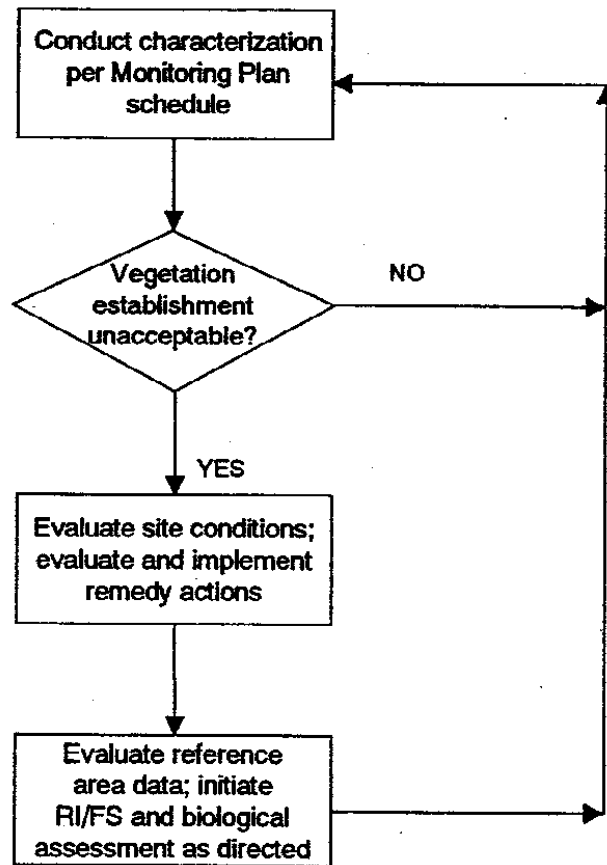 Conduct characterization
per Monitoring Plan
schedule
Vegetation
establishment
unacceptable?
NO
YES
Evaluate site conditions;
evaluate and implement
remedy actions
Evaluate reference
area data; initiate
RI/FS and biological
assessment as directed